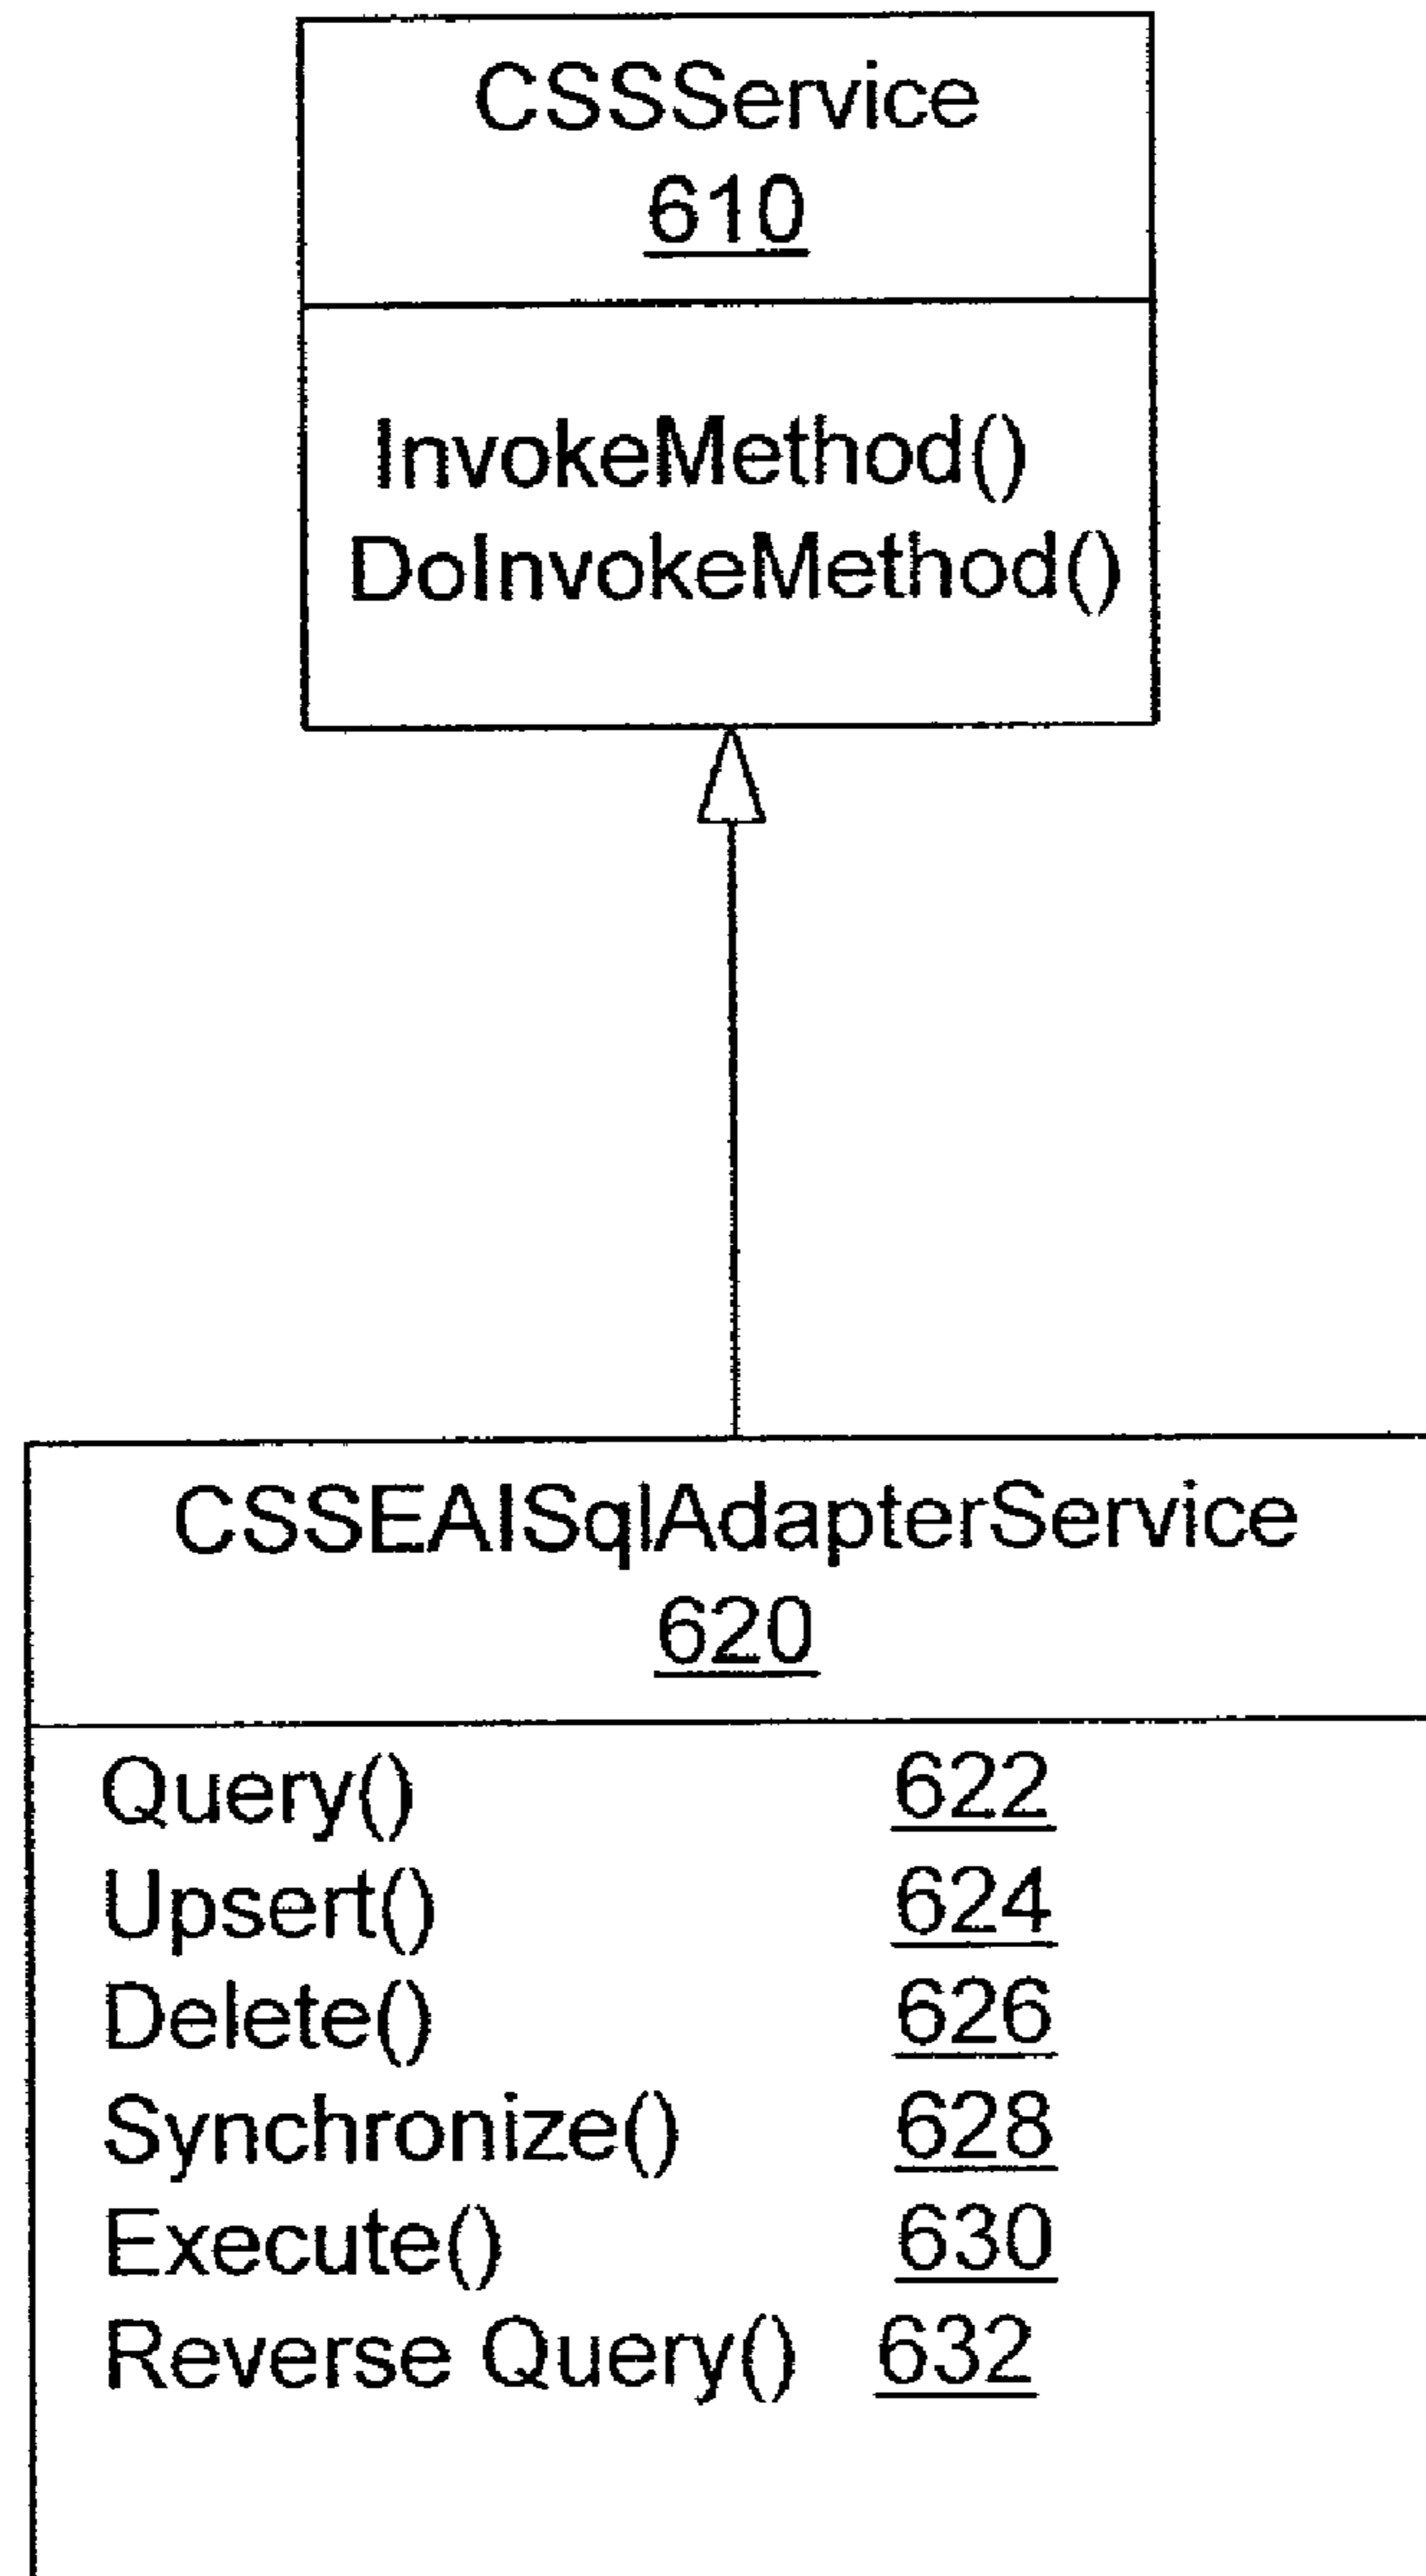 CSSService
610
InvokeMethod()
DoInvokeMethod()
CSSEAISqlAdapterService
620
Query() 622
Upsert() 624
Delete() 626
Synchronize() 628
Execute() 630
Reverse Query() 632